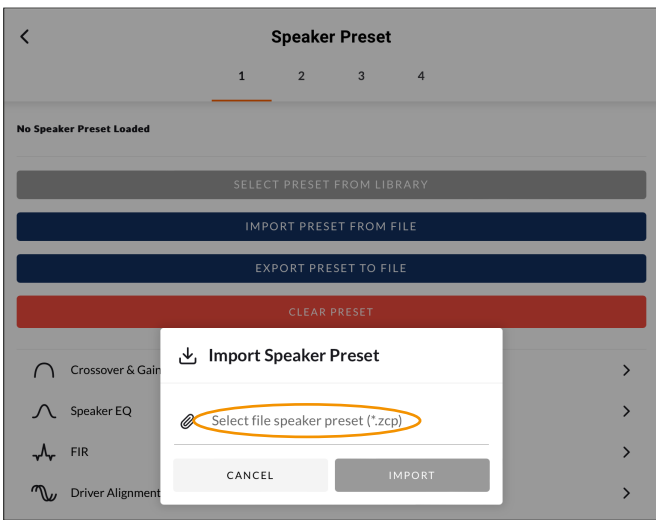 Speaker Preset
1 2 3 4
No Speaker Preset Loaded
SELECT PRESET FROM LIBRARY
IMPORT PRESET FROM FILE
EXPORT PRESET TO FILE
CLEAR PRESET
Import Speaker Preset
Crossover & Gain
Speaker EQ
Select file speaker preset (*.zcp)
FIR
CANCEL IMPORT
Driver Alignment